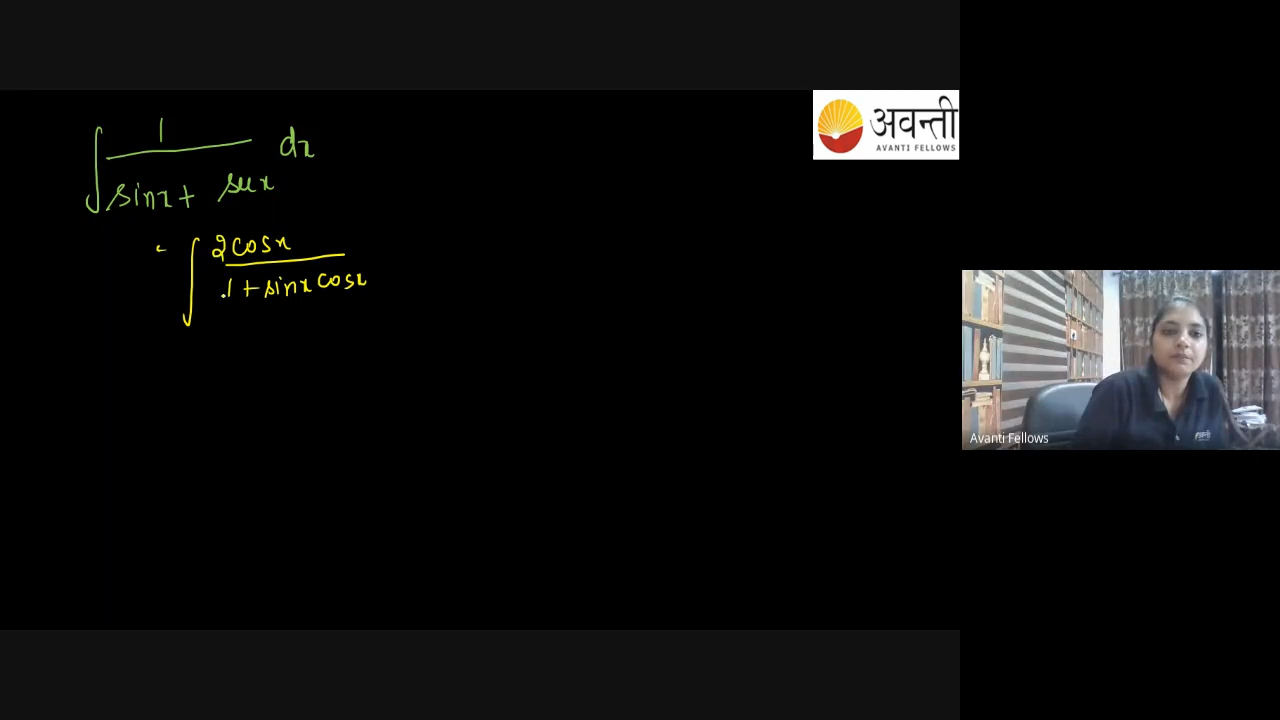 ∫ 1 / (sinx + secx) dx
∫ 2cosx / (1 + sinx cosx)
अवन्ती
AVANTI FELLOWS
Avanti Fellows